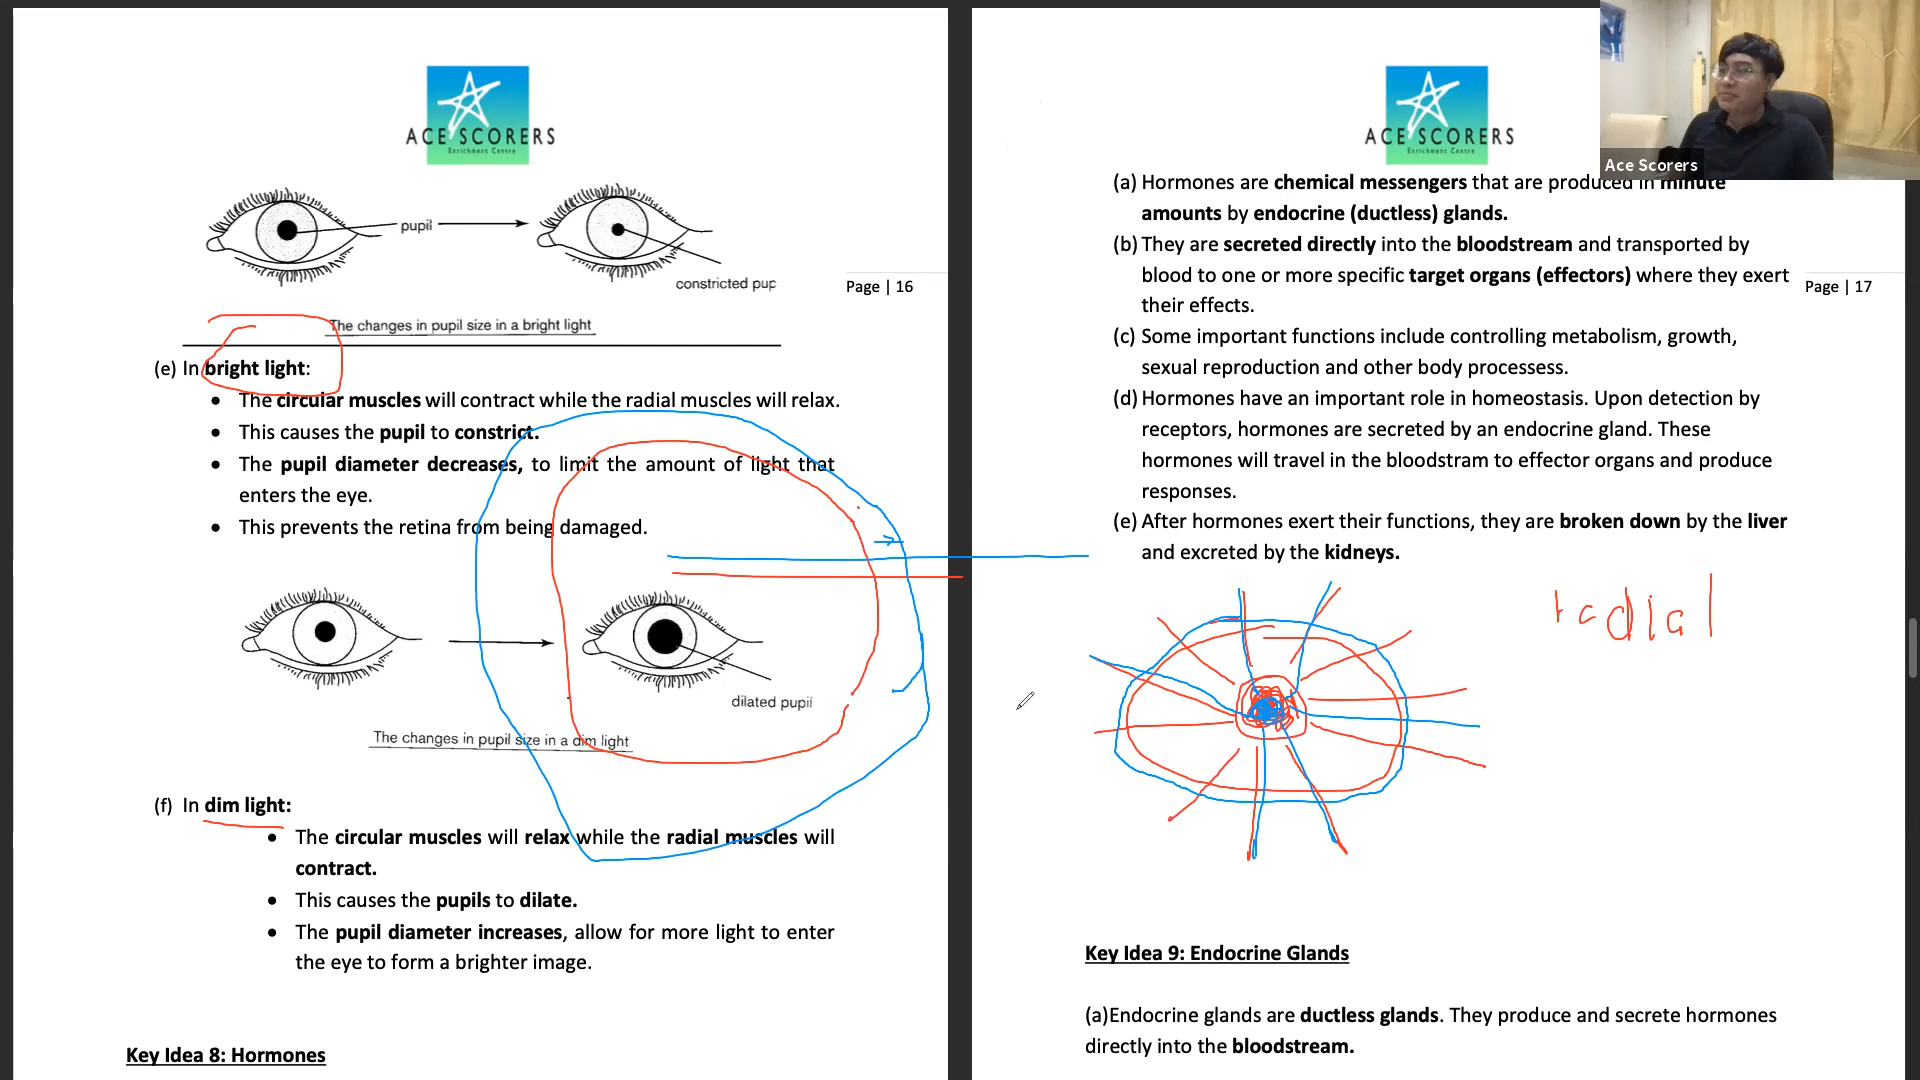 ACE SCORERS
Enrichment Centre
pupil
constricted pup
Page | 16
The changes in pupil size in a bright light
(e) In bright light:
• The circular muscles will contract while the radial muscles will relax.
• This causes the pupil to constrict.
• The pupil diameter decreases, to limit the amount of light that
enters the eye.
• This prevents the retina from being damaged.
dilated pupil
The changes in pupil size in a dim light
(f) In dim light:
• The circular muscles will relax while the radial muscles will
contract.
• This causes the pupils to dilate.
• The pupil diameter increases, allow for more light to enter
the eye to form a brighter image.
Key Idea 8: Hormones
ACE SCORERS
Enrichment Centre
Ace Scorers
(a) Hormones are chemical messengers that are produced in minute
amounts by endocrine (ductless) glands.
(b) They are secreted directly into the bloodstream and transported by
blood to one or more specific target organs (effectors) where they exert
their effects.
Page | 17
(c) Some important functions include controlling metabolism, growth,
sexual reproduction and other body processess.
(d) Hormones have an important role in homeostasis. Upon detection by
receptors, hormones are secreted by an endocrine gland. These
hormones will travel in the bloodstram to effector organs and produce
responses.
(e) After hormones exert their functions, they are broken down by the liver
and excreted by the kidneys.
radial
Key Idea 9: Endocrine Glands
(a)Endocrine glands are ductless glands. They produce and secrete hormones
directly into the bloodstream.